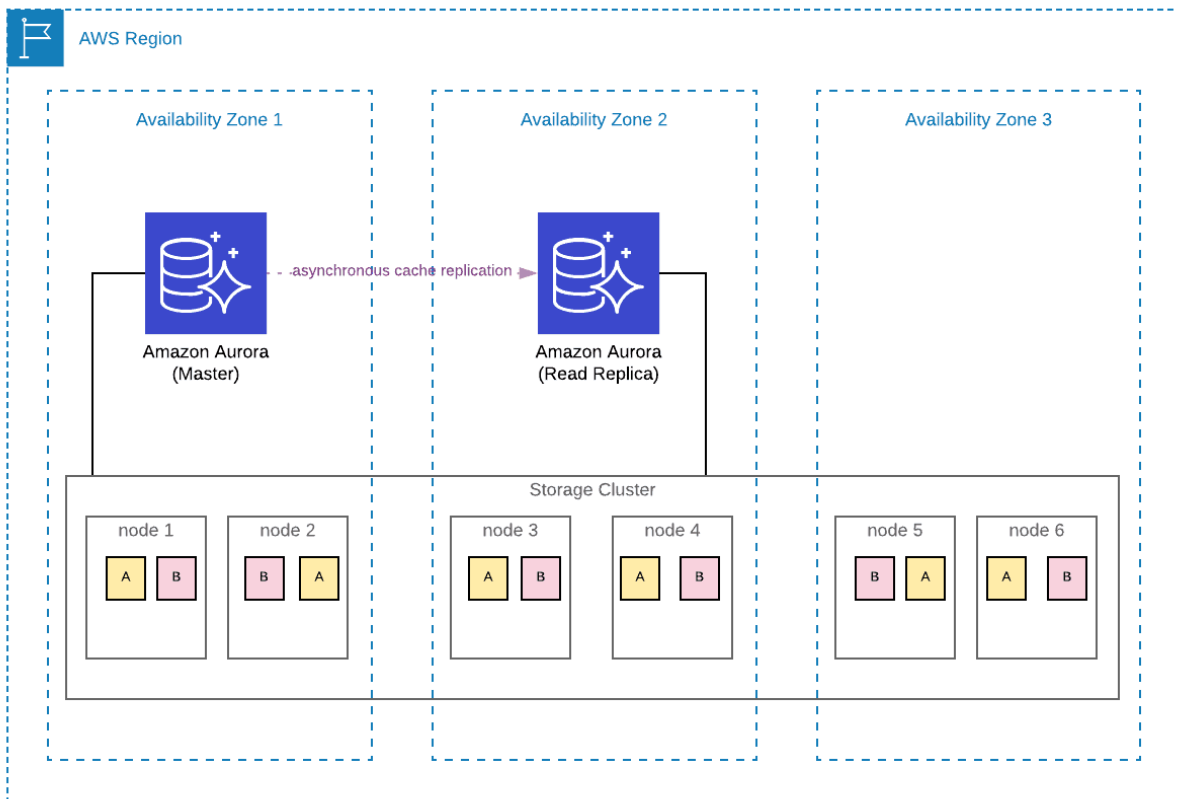 AWS Region
Availability Zone 1
Availability Zone 2
Availability Zone 3
asynchronous cache replication
Amazon Aurora
(Master)
Amazon Aurora
(Read Replica)
Storage Cluster
node 1
node 2
node 3
node 4
node 5
node 6
A
B
B
A
A
B
A
B
B
A
A
B